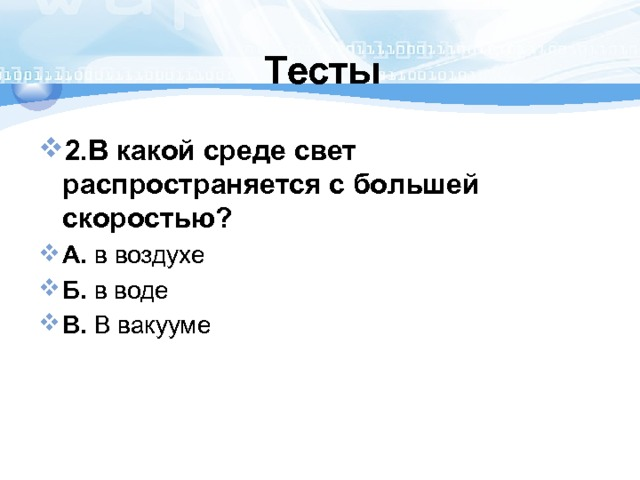 Тесты
2.В какой среде свет
распространяется с большей
скоростью?
А. в воздухе
Б. в воде
В. В вакууме